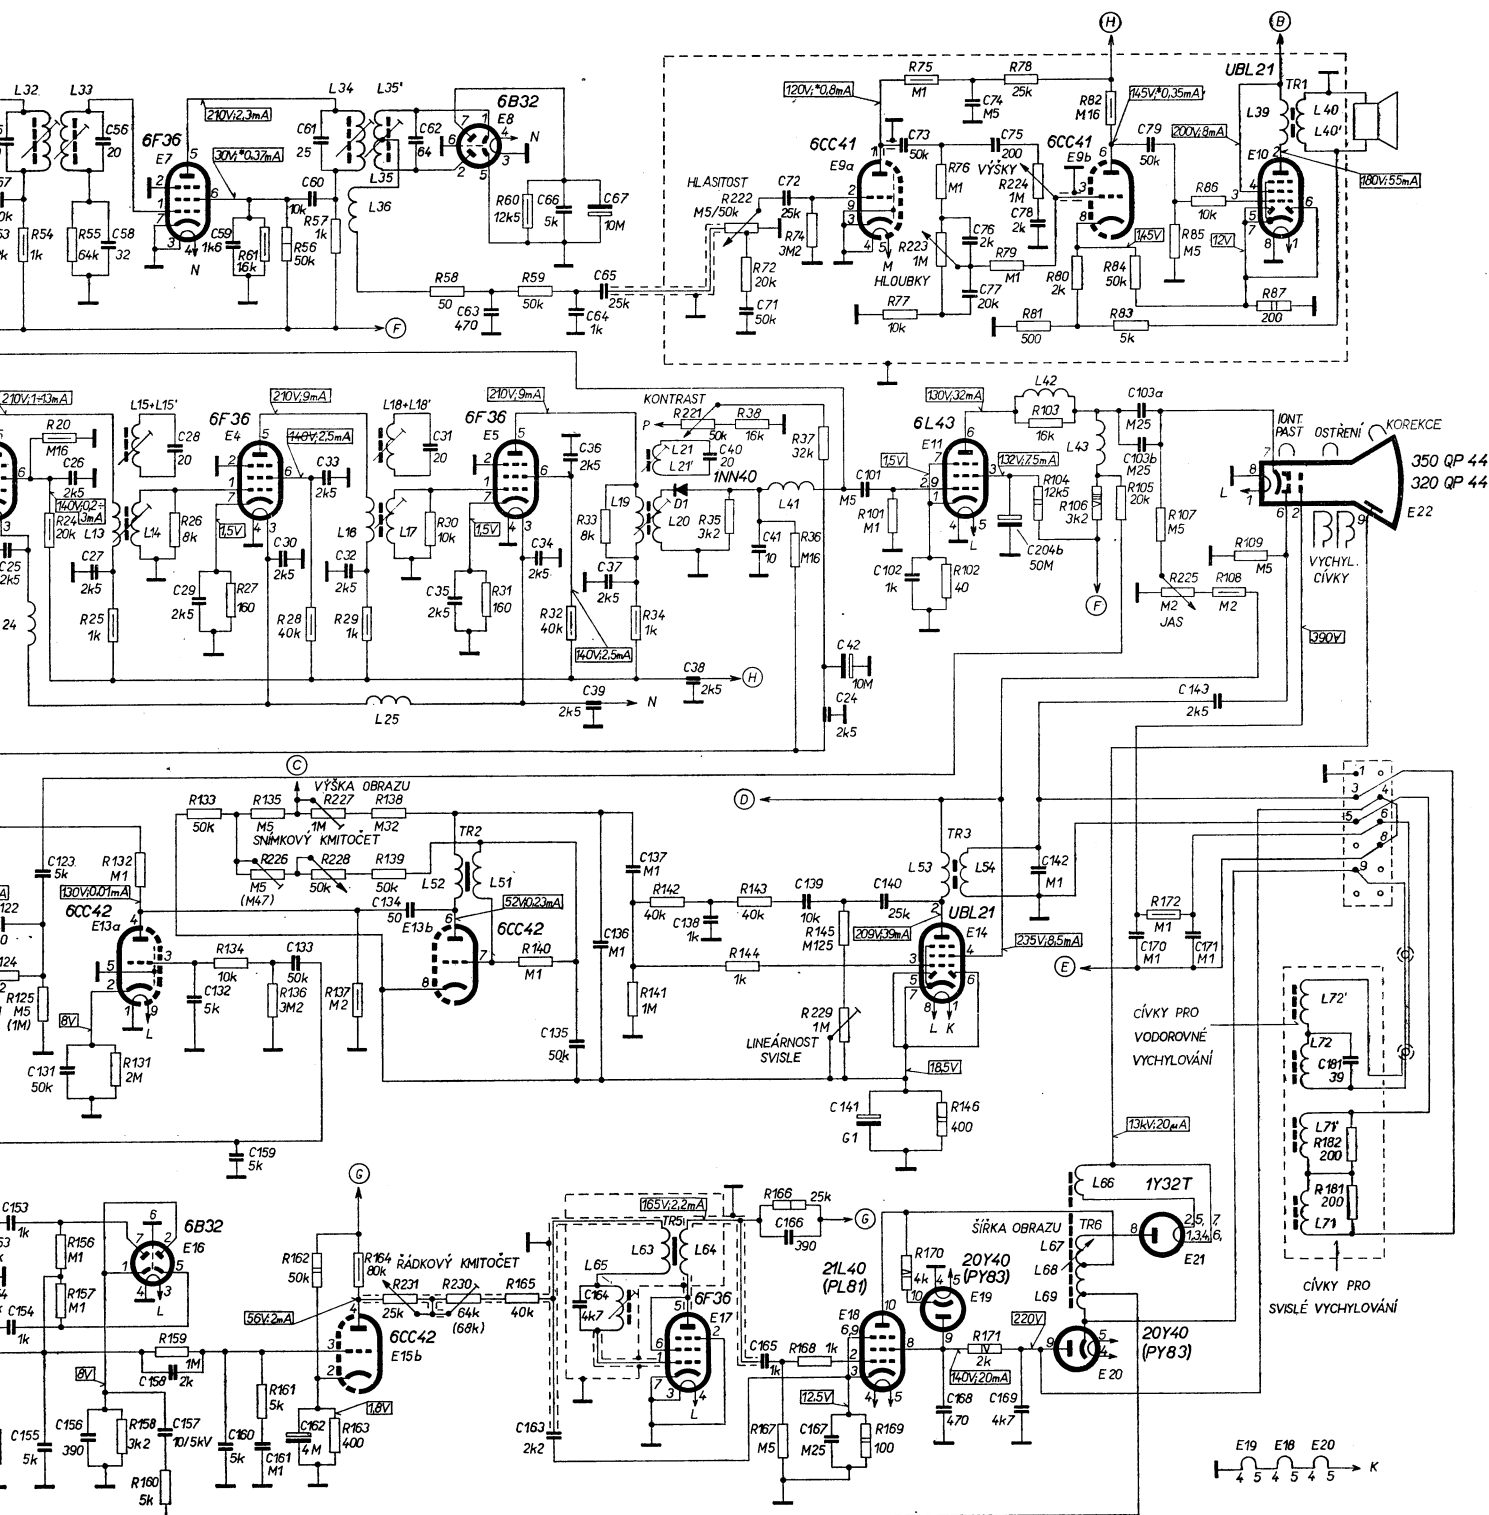 L32
L33
C56
20
6F36
E7
210V;2,3mA
30V;*0,37mA
R54
1k
R55
64k
C58
32
C59
1k6
R61
16k
R56
50k
C60
10k
R57
1k
N
L34
L35'
C61
25
C62
64
L35
L36
6B32
E8
N
R60
12k5
C66
5k
C67
10M
R58
50
C63
470
R59
50k
C64
1k
C65
25k
F
HLASITOST
R222
M5/50k
R72
20k
C71
50k
C72
25k
R74
3M2
120V;*0,8mA
6CC41
E9a
R75
M1
C74
M5
R78
25k
C73
50k
C75
200
R76
M1
VÝŠKY
R224
1M
C78
2k
R223
1M
HLOUBKY
C76
2k
C77
20k
R79
M1
R77
10k
M
H
R82
M16
6CC41
E9b
145V;*0,35mA
C79
50k
R80
2k
R84
50k
1,45V
R85
M5
R86
10k
R81
500
R83
5k
R87
200
12V
B
UBL21
TR1
L39
L40
L40'
200V;8mA
E10
180V;55mA
210V;1÷13mA
R20
M16
C26
2k5
140V;0,2÷3mA
R24
20k
L13
C25
2k5
C27
2k5
R25
1k
L15+L15'
C28
20
L14
R26
8k
6F36
E4
210V;9mA
140V;2,5mA
1,5V
C29
2k5
R27
160
C30
2k5
C33
2k5
R28
40k
L16
C32
2k5
R29
1k
L18+L18'
C31
20
L17
R30
10k
6F36
E5
210V;9mA
1,5V
C35
2k5
R31
160
C34
2k5
C36
2k5
R32
40k
140V;2,5mA
R33
8k
L19
C37
2k5
R34
1k
L20
KONTRAST
P
R221
50k
R38
16k
L21
L21'
C40
20
1NN40
D1
R35
3k2
C41
10
L41
R36
M16
R37
32k
C42
10M
C24
2k5
C38
2k5
H
C39
2k5
N
L25
24
C101
M5
R101
M1
130V;32mA
6L43
E11
1,5V
132V;7,5mA
L
C102
1k
R102
40
L42
R103
16k
L43
R104
12k5
R106
3k2
R105
20k
C204b
50M
F
C103a
M25
C103b
M25
R107
M5
R225
M2
JAS
R108
M2
R109
M5
IONT.
PAST
OSTŘENÍ
KOREKCE
350 QP 44
320 QP 44
E22
L
VYCHYL.
CÍVKY
390V
C143
2k5
C
R133
50k
R135
M5
VÝŠKA OBRAZU
R227
1M
R138
M32
SNÍMKOVÝ KMITOČET
R226
M5
(M47)
R228
50k
R139
50k
C134
50
TR2
L52
L51
52V;0,23mA
6CC42
E13b
R140
M1
C135
50k
C136
M1
C123
5k
R132
M1
130V;0,01mA
6CC42
E13a
R125
M5
(1M)
8V
C131
50k
R131
2M
L
R134
10k
C132
5k
C133
50k
R136
3M2
R137
M2
C159
5k
D
C137
M1
R142
40k
C138
1k
R143
40k
C139
10k
C140
25k
R144
1k
R141
1M
R145
M125
R229
1M
LINEÁRNOST
SVISLE
TR3
L53
L54
C142
M1
UBL21
E14
209V;39mA
235V;8,5mA
L
K
18,5V
C141
G1
R146
400
E
R172
M1
C170
M1
C171
M1
CÍVKY PRO
VODOROVNÉ
VYCHYLOVÁNÍ
L72'
L72
C181
39
L71'
R182
200
R181
200
L71
CÍVKY PRO
SVISLÉ VYCHYLOVÁNÍ
C153
1k
C154
1k
R156
M1
R157
M1
6B32
E16
L
8V
C155
5k
C156
390
R158
3k2
C157
10/5kV
R160
5k
R159
1M
C158
2k
C160
5k
R161
5k
C161
M1
G
R162
50k
R164
80k
56V;2mA
6CC42
E15b
1,8V
C162
4M
R163
400
ŘÁDKOVÝ KMITOČET
R231
25k
R230
64k
(68k)
R165
40k
C163
2k2
165V;2,2mA
TR5
L63
L64
L65
C164
4k7
6F36
E17
L
R166
25k
C166
390
G
C165
1k
R168
1k
R167
M5
12,5V
C167
M25
R169
100
21L40
(PL81)
E18
R170
4k
20Y40
(PY83)
E19
140V;20mA
R171
2k
220V
C168
470
C169
4k7
13kV;20µA
L66
1Y32T
E21
ŠÍŘKA OBRAZU
TR6
L67
L68
L69
20Y40
(PY83)
E20
E19
E18
E20
K